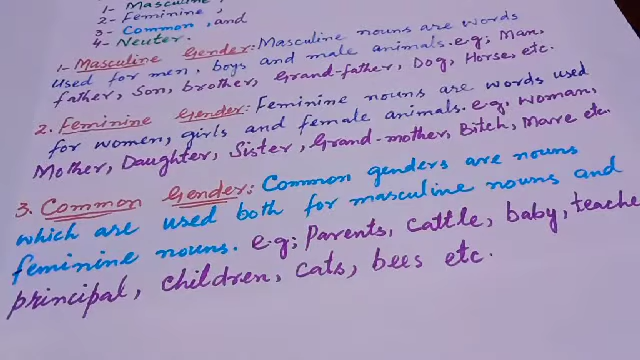 1- Masculine,
2- Feminine,
3- Common, and
4- Neuter.
1- Masculine Gender: Masculine nouns are words
used for men, boys and male animals. e.g; Man,
father, Son, brother, Grand-father, Dog, Horse, etc.
2. Feminine Gender: Feminine nouns are words used
for women, girls and female animals. e.g, woman,
Mother, Daughter, Sister, Grand-mother, Bitch, Mare etc.
3. Common Gender: Common genders are nouns
which are used both for masculine nouns and
feminine nouns. e.g; Parents, cattle, baby, teache
principal, children, cats, bees etc.